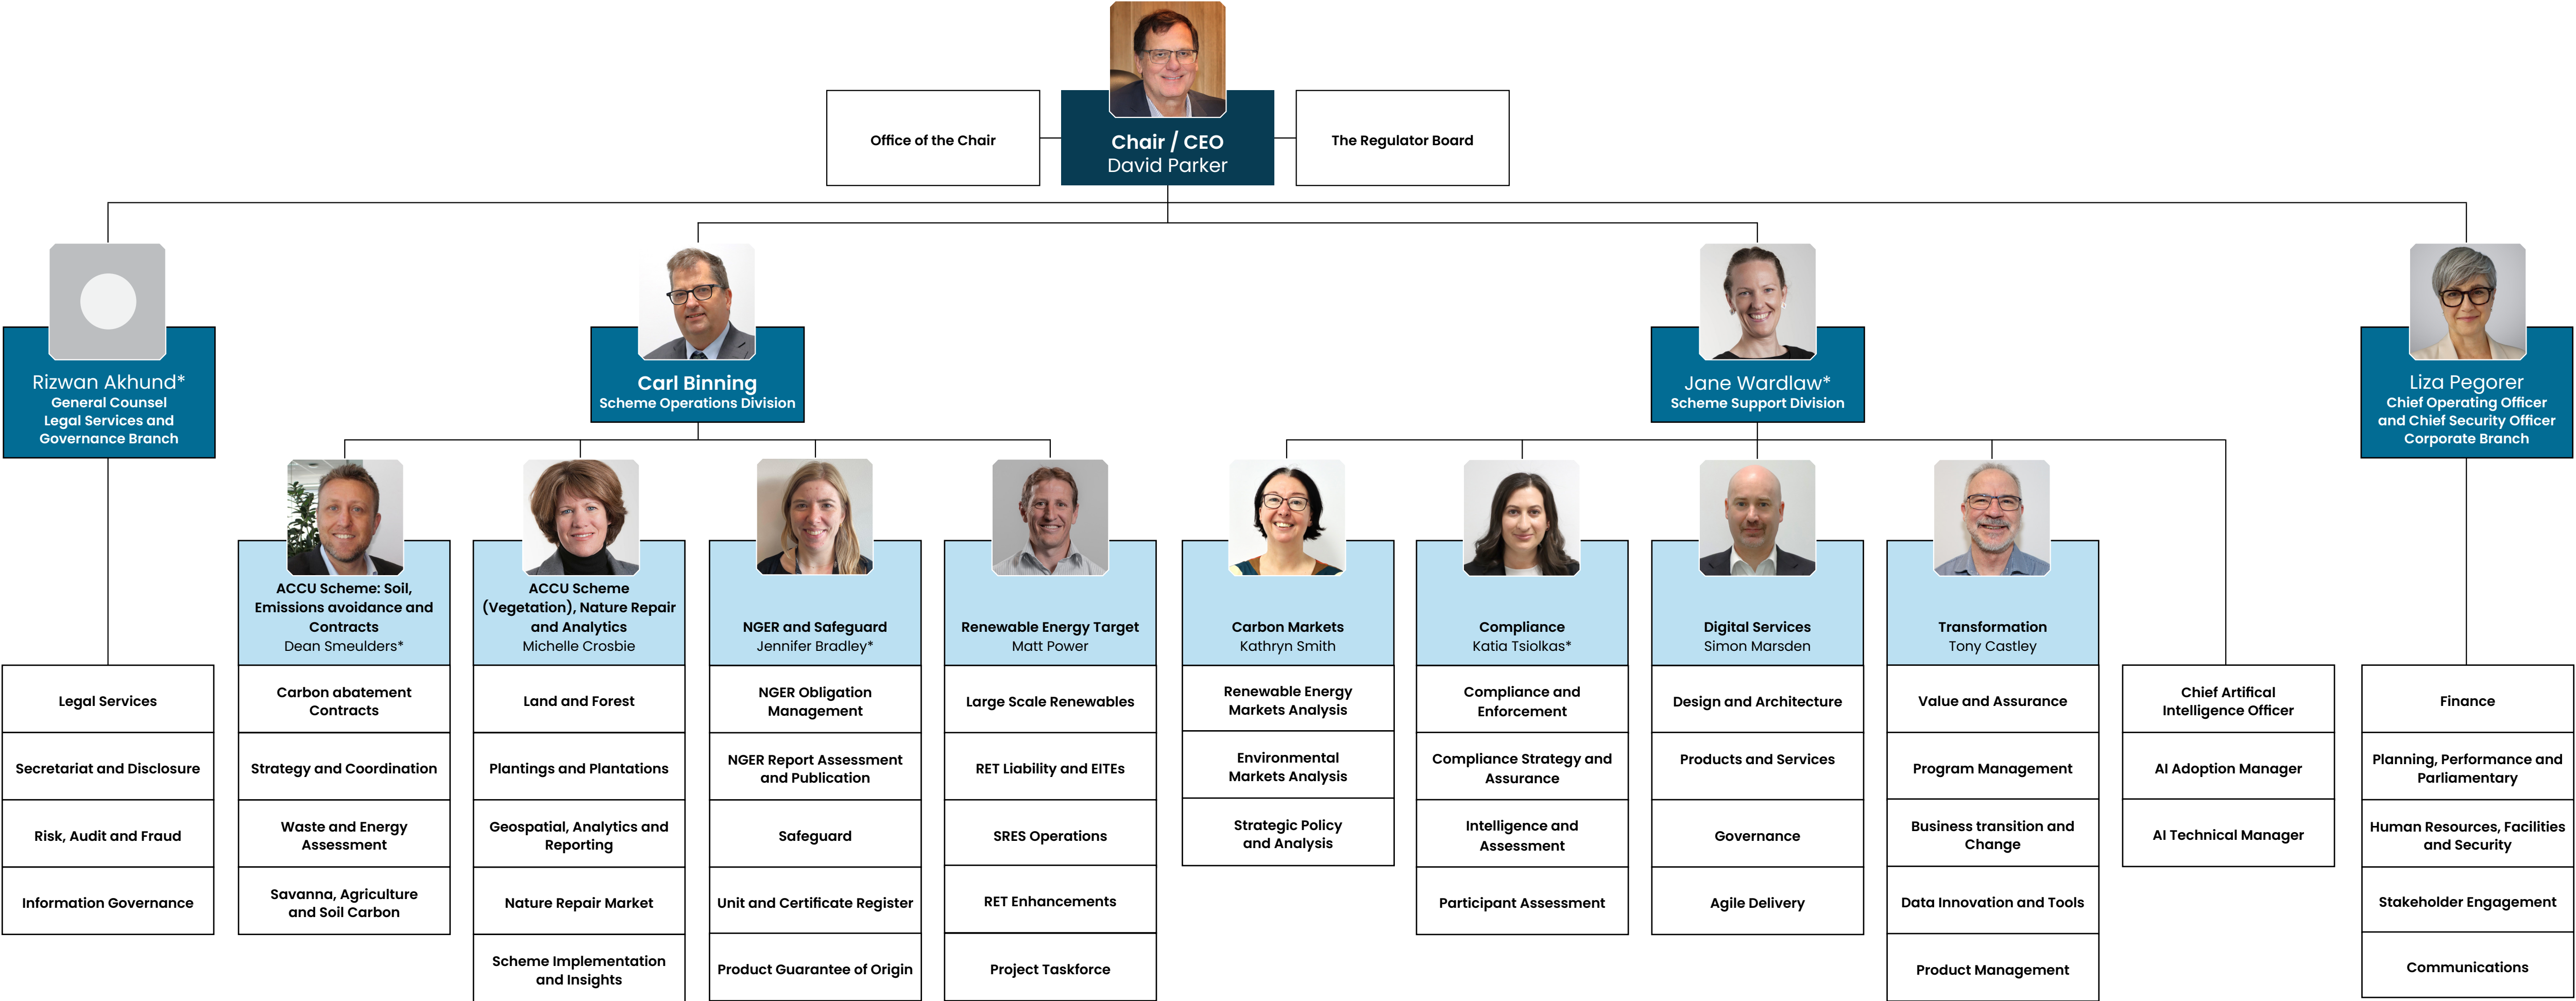 Office of the Chair
Chair / CEO
David Parker
The Regulator Board
Rizwan Akhund*
General Counsel
Legal Services and
Governance Branch
Carl Binning
Scheme Operations Division
Jane Wardlaw*
Scheme Support Division
Liza Pegorer
Chief Operating Officer
and Chief Security Officer
Corporate Branch
Legal Services
Secretariat and Disclosure
Risk, Audit and Fraud
Information Governance
ACCU Scheme: Soil,
Emissions avoidance and
Contracts
Dean Smeulders*
Carbon abatement
Contracts
Strategy and Coordination
Waste and Energy
Assessment
Savanna, Agriculture
and Soil Carbon
ACCU Scheme
(Vegetation), Nature Repair
and Analytics
Michelle Crosbie
Land and Forest
Plantings and Plantations
Geospatial, Analytics and
Reporting
Nature Repair Market
Scheme Implementation
and Insights
NGER and Safeguard
Jennifer Bradley*
NGER Obligation
Management
NGER Report Assessment
and Publication
Safeguard
Unit and Certificate Register
Product Guarantee of Origin
Renewable Energy Target
Matt Power
Large Scale Renewables
RET Liability and EITEs
SRES Operations
RET Enhancements
Project Taskforce
Carbon Markets
Kathryn Smith
Renewable Energy
Markets Analysis
Environmental
Markets Analysis
Strategic Policy
and Analysis
Compliance
Katia Tsiolkas*
Compliance and
Enforcement
Compliance Strategy and
Assurance
Intelligence and
Assessment
Participant Assessment
Digital Services
Simon Marsden
Design and Architecture
Products and Services
Governance
Agile Delivery
Transformation
Tony Castley
Value and Assurance
Program Management
Business transition and
Change
Data Innovation and Tools
Product Management
Chief Artifical
Intelligence Officer
AI Adoption Manager
AI Technical Manager
Finance
Planning, Performance and
Parliamentary
Human Resources, Facilities
and Security
Stakeholder Engagement
Communications